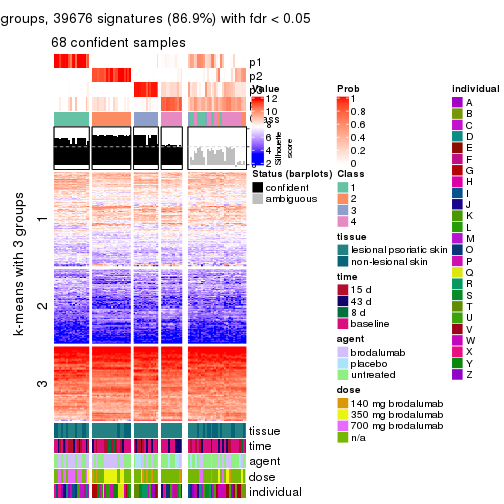 groups, 39676 signatures (86.9%) with fdr < 0.05
68 confident samples
p1
p2
Value
12
10
8
6
4
2
Silhouette
score
Status (barplots)
confident
ambiguous
k-means with 3 groups
1
2
3
tissue
time
agent
dose
individual
Prob
1
0.8
0.6
0.4
0.2
0
Class
1
2
3
4
tissue
lesional psoriatic skin
non-lesional skin
time
15 d
43 d
8 d
baseline
agent
brodalumab
placebo
untreated
dose
140 mg brodalumab
350 mg brodalumab
700 mg brodalumab
n/a
individual
A
B
C
D
E
F
G
H
I
J
K
L
M
O
P
Q
R
S
T
U
V
W
X
Y
Z